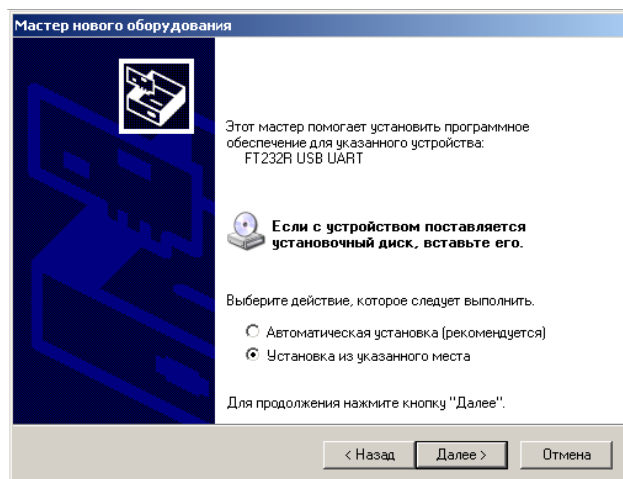 Мастер нового оборудования
Этот мастер помогает установить программное
обеспечение для указанного устройства:
FT232R USB UART
Если с устройством поставляется
установочный диск, вставьте его.
Выберите действие, которое следует выполнить.
Автоматическая установка (рекомендуется)
Установка из указанного места
Для продолжения нажмите кнопку "Далее".
< Назад Далее > Отмена